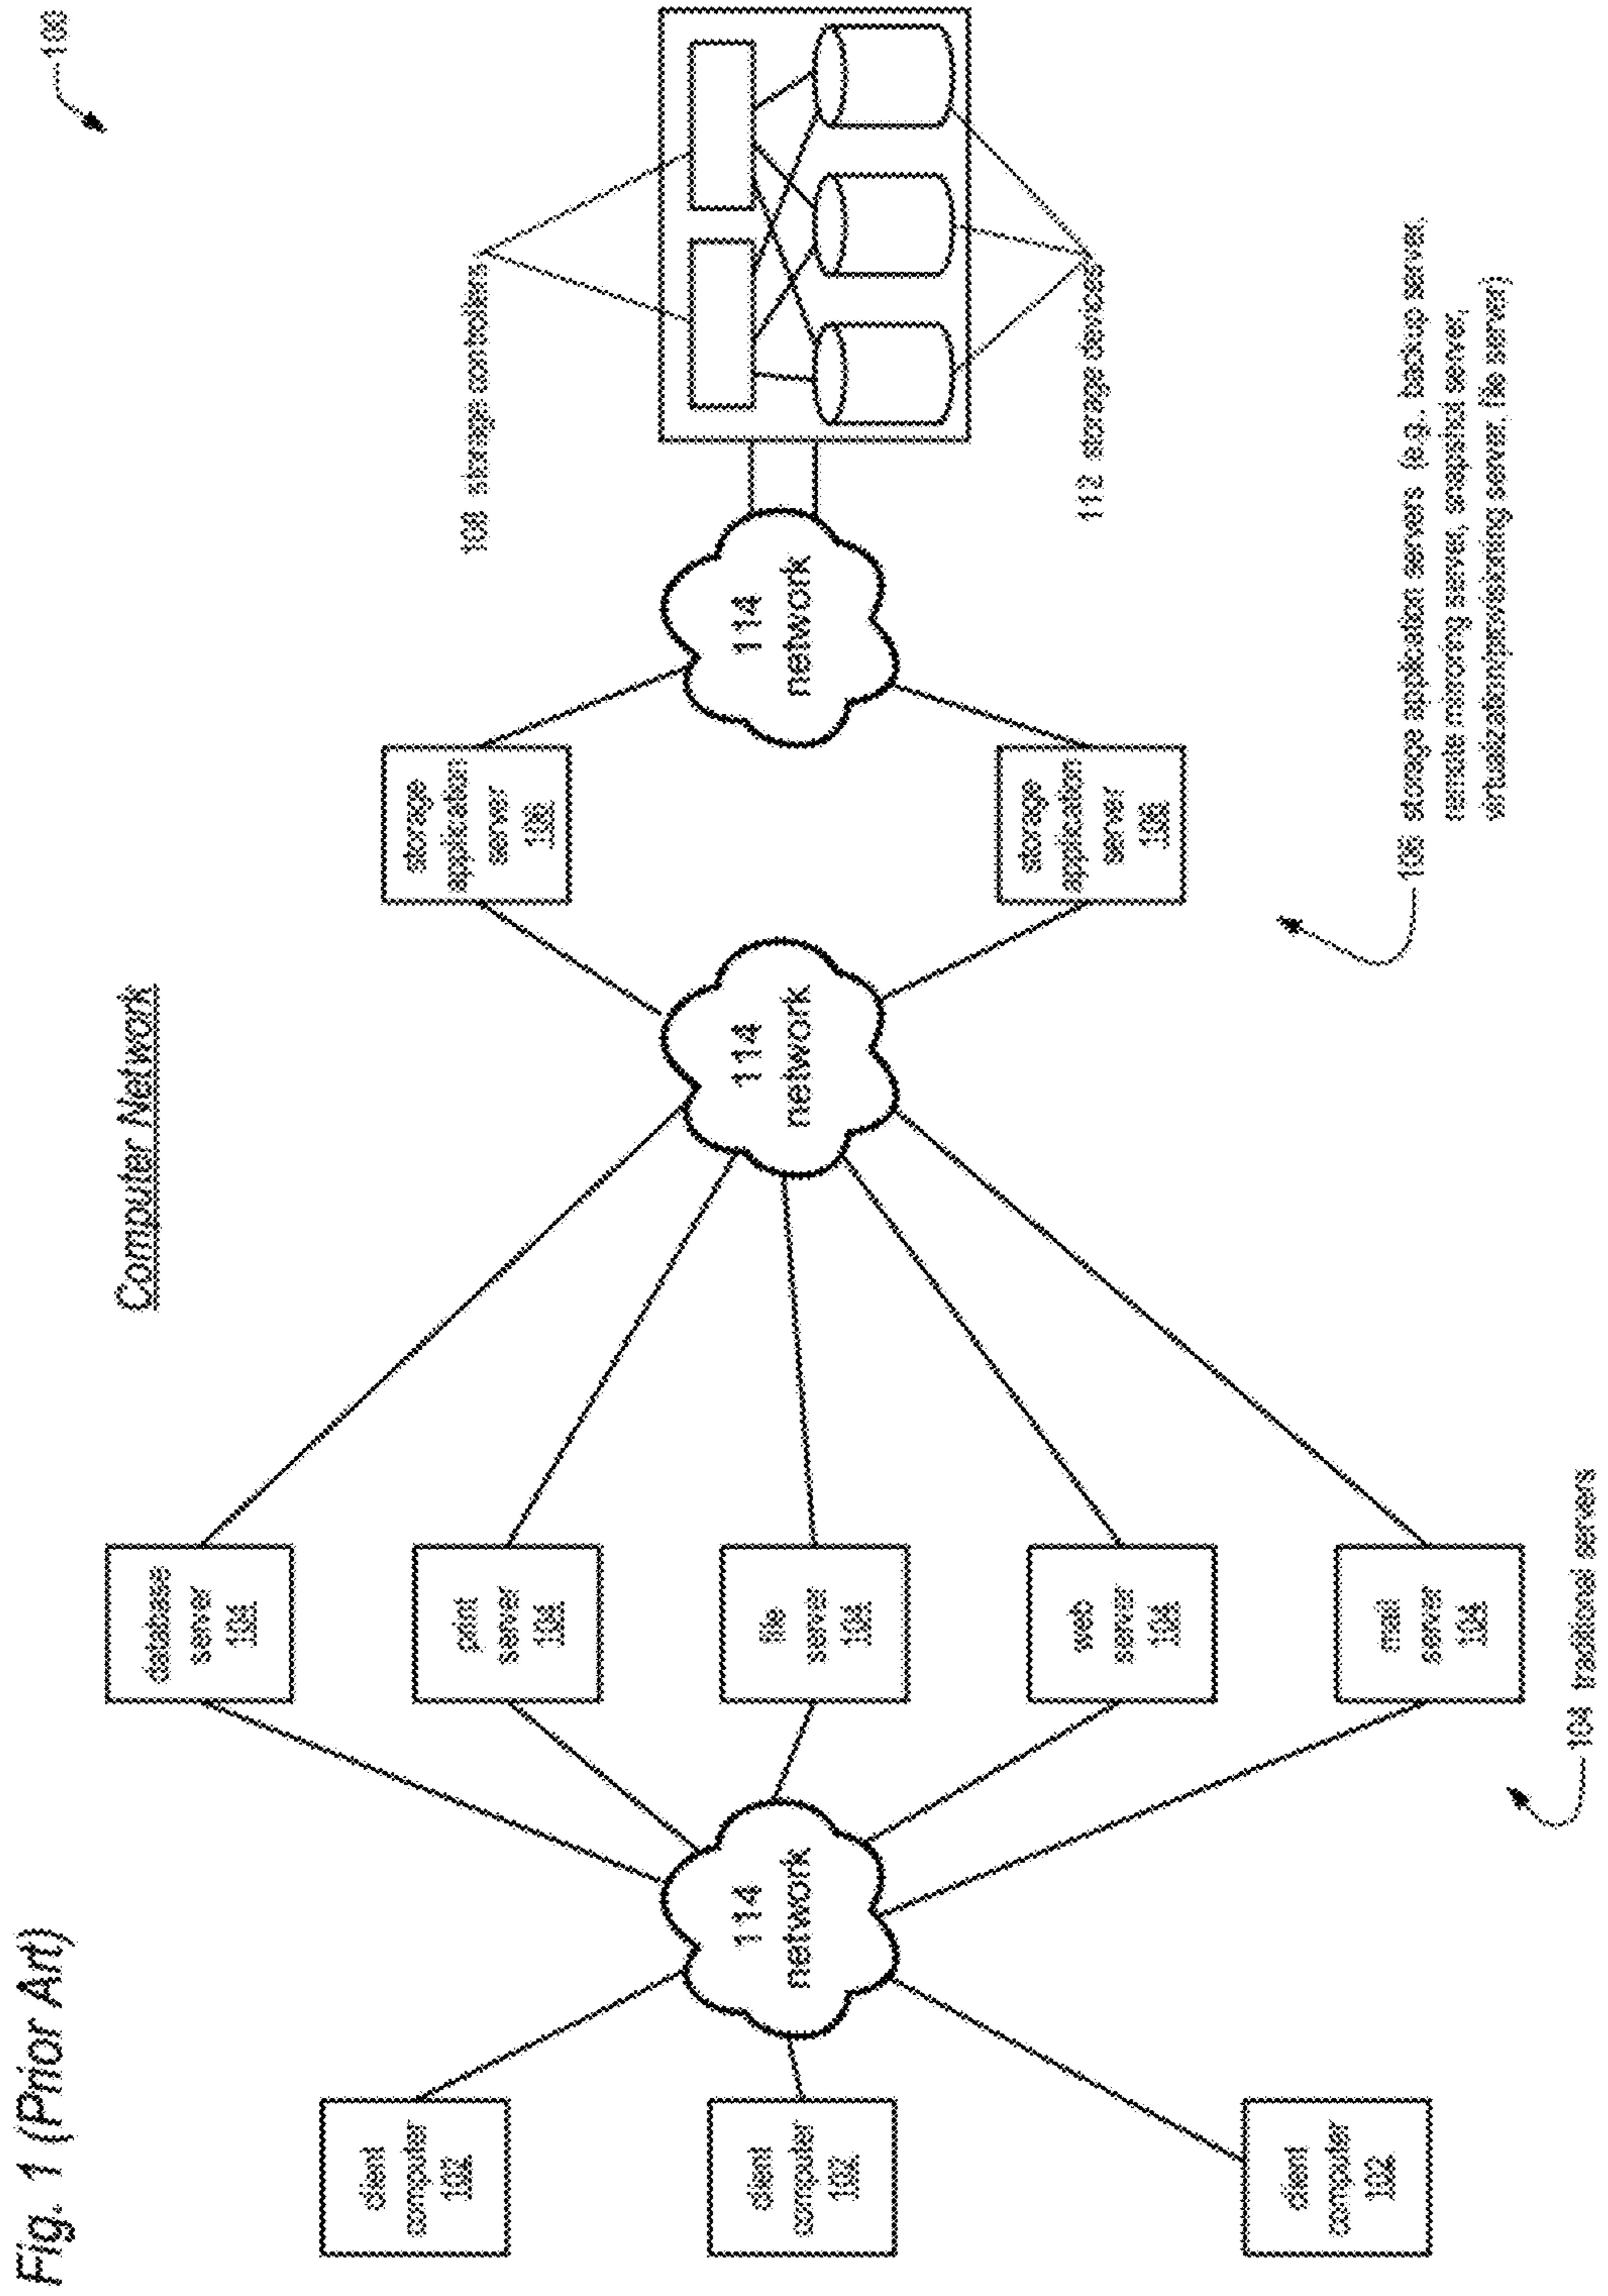 Fig. 1 (Prior Art)
Computer Network
100
client
computer
102
client
computer
102
client
computer
102
114
network
database
server
104
print
server
104
file
server
104
web
server
104
mail
server
104
104 traditional servers
114
network
storage
application
server
106
storage
application
server
106
106 storage application servers (e.g., backup server,
remote mirroring server, snapshot server,
virtualization/provisioning server, file server)
114
network
108 storage controllers
112 storage devices